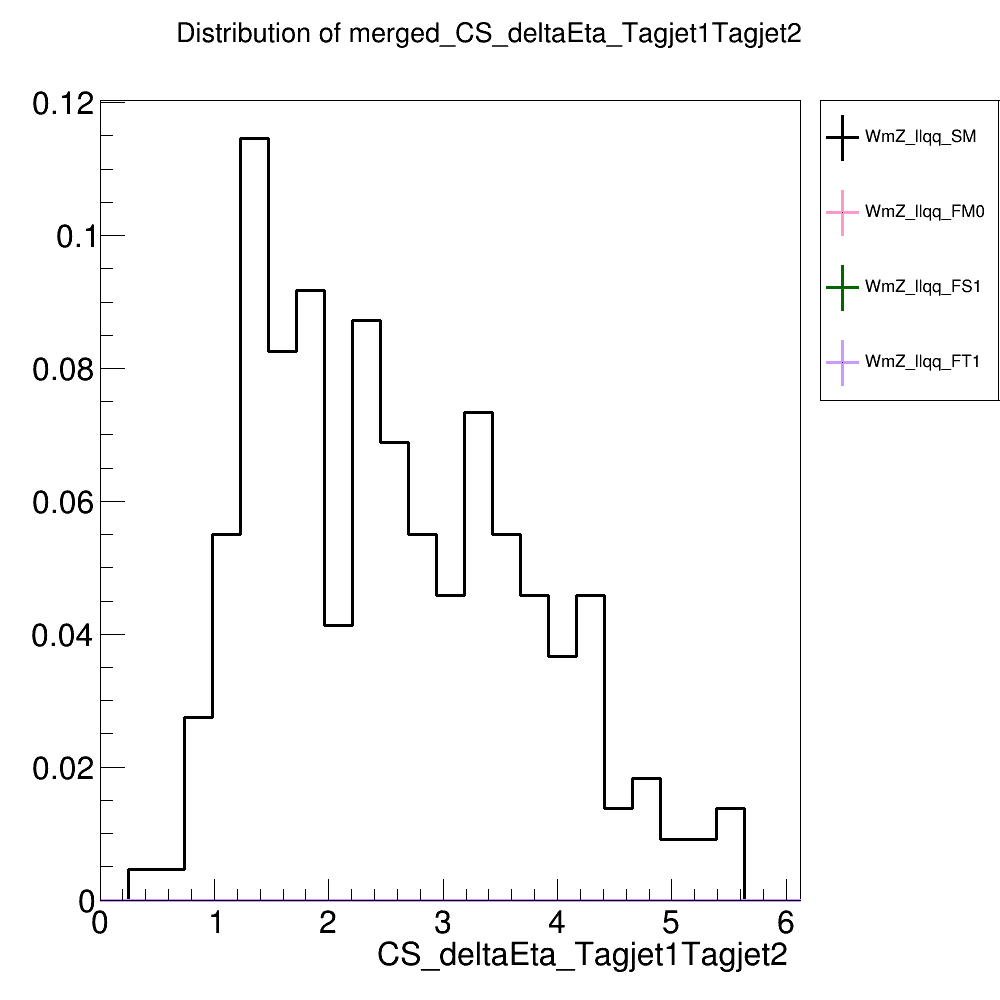 Distribution of merged_CS_deltaEta_Tagjet1Tagjet2
0.12
0.1
0.08
0.06
0.04
0.02
0
0 1 2 3 4 5 6
CS_deltaEta_Tagjet1Tagjet2
WmZ_llqq_SM
WmZ_llqq_FM0
WmZ_llqq_FS1
WmZ_llqq_FT1